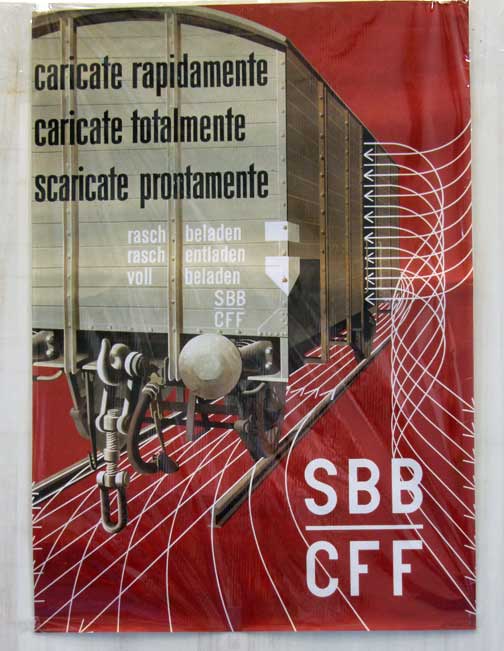 caricate rapidamente
caricate totalmente
scaricate prontamente
rasch beladen
rasch entladen
voll beladen
SBB
CFF
SBB
CFF